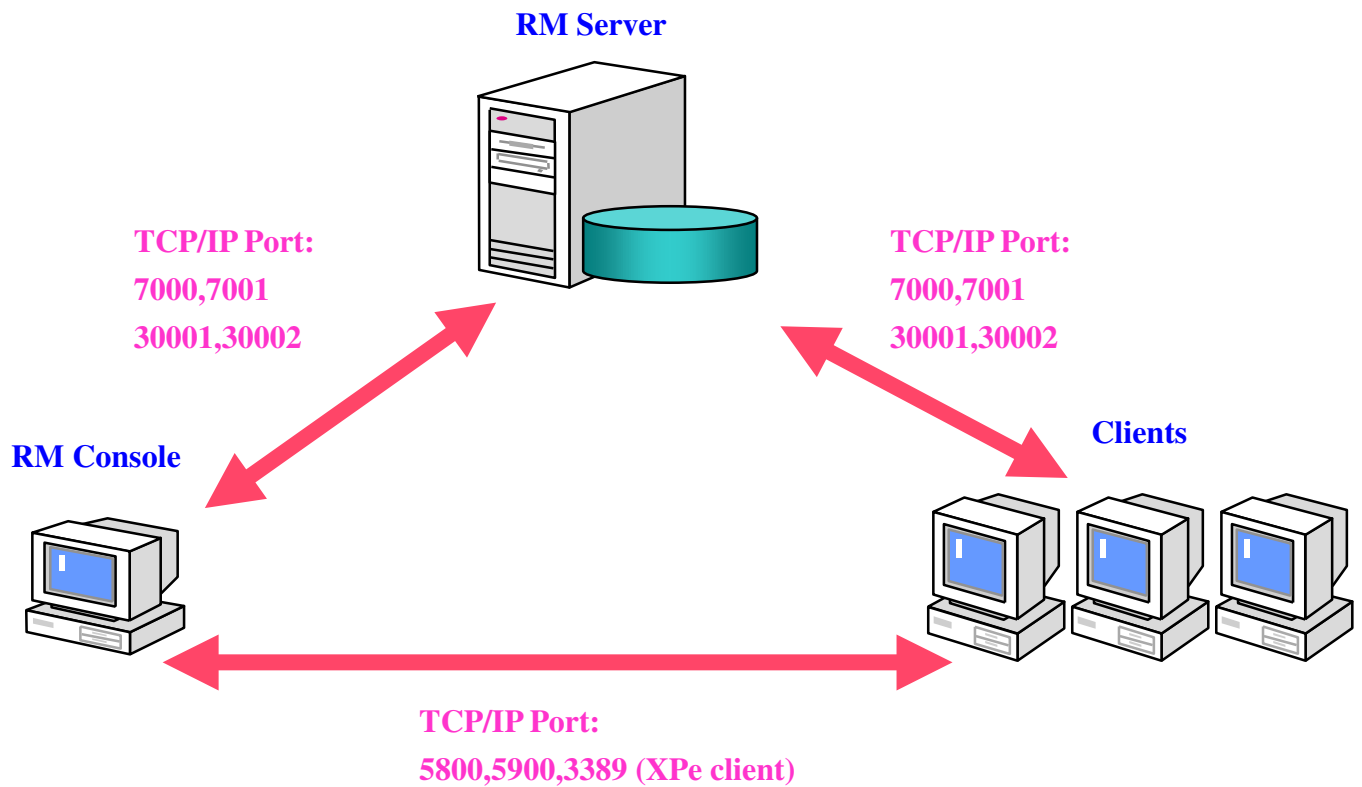 RM Server
TCP/IP Port:
7000,7001
30001,30002
TCP/IP Port:
7000,7001
30001,30002
RM Console
Clients
TCP/IP Port:
5800,5900,3389 (XPe client)